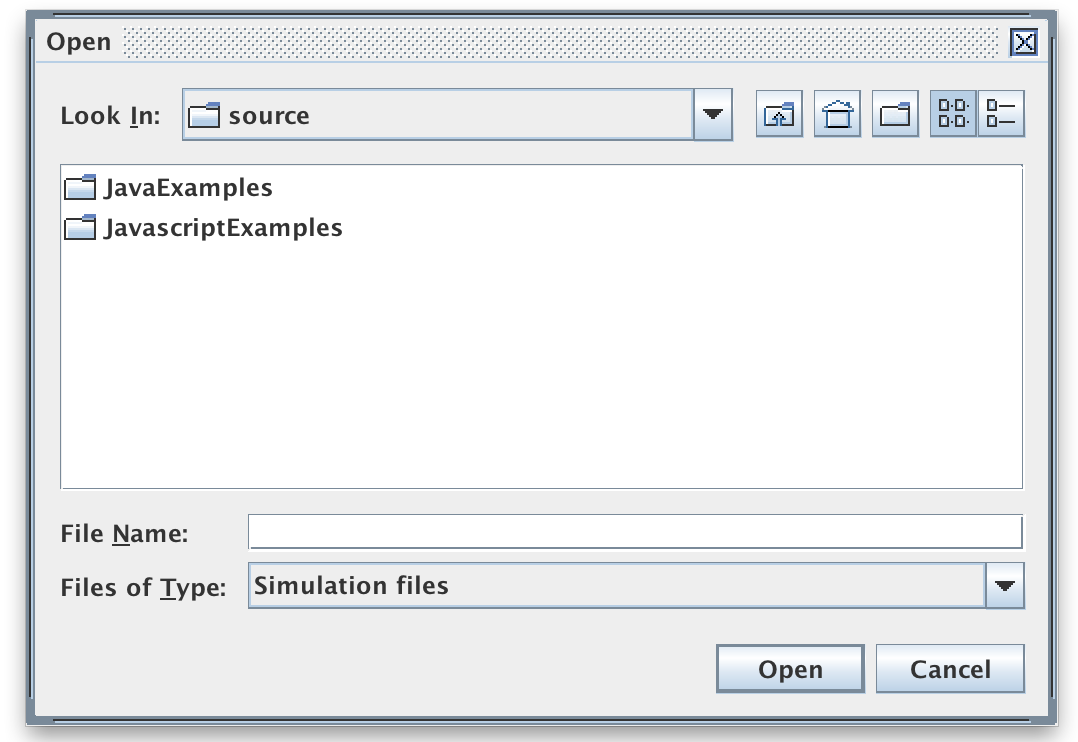 Open
Look In: source
JavaExamples
JavascriptExamples
File Name:
Files of Type: Simulation files
Open Cancel